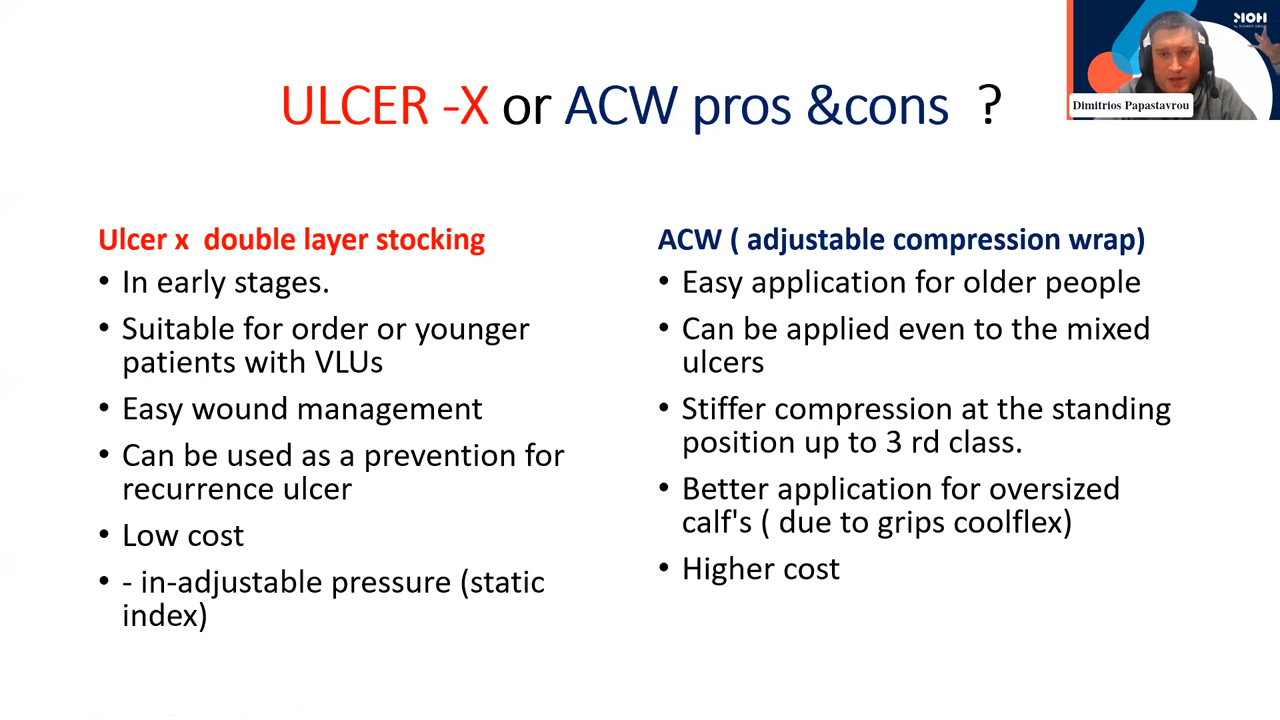 ULCER -X or ACW pros &cons ?
Dimitrios Papastavrou
Ulcer x double layer stocking
• In early stages.
• Suitable for order or younger
patients with VLUs
• Easy wound management
• Can be used as a prevention for
recurrence ulcer
• Low cost
• - in-adjustable pressure (static
index)
ACW ( adjustable compression wrap)
• Easy application for older people
• Can be applied even to the mixed
ulcers
• Stiffer compression at the standing
position up to 3 rd class.
• Better application for oversized
calf's ( due to grips coolflex)
• Higher cost